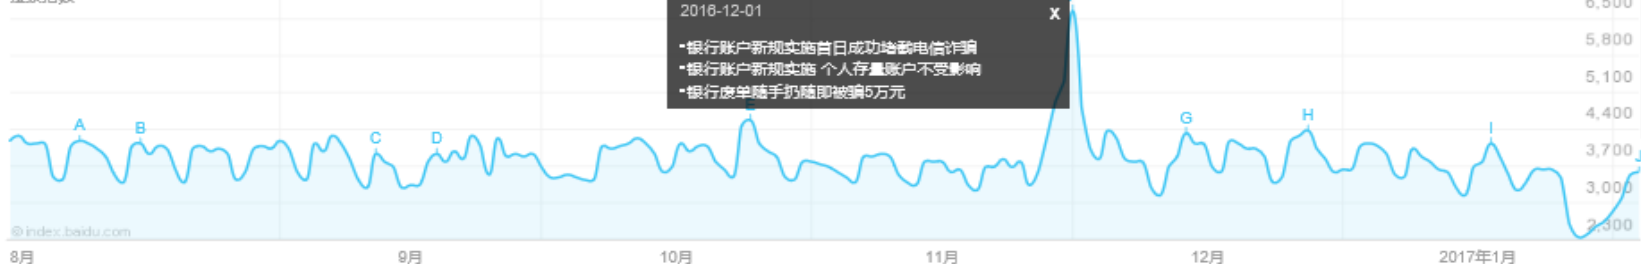 2016-12-01 X
银行账户新规实施首日成功堵截电信诈骗
银行账户新规实施 个人存量账户不受影响
银行废单随手扔随即被骗5万元
6,500
5,800
5,100
4,400
3,700
3,000
2,300
A
B
C
D
E
G
H
I
J
© index.baidu.com
8月 9月 10月 11月 12月 2017年1月